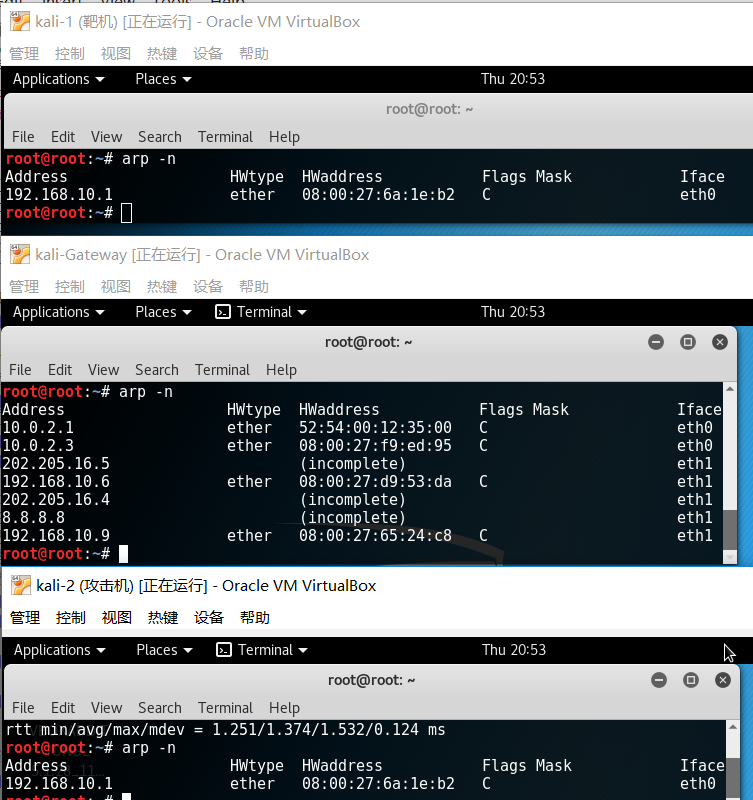 kali-1 (靶机) [正在运行] - Oracle VM VirtualBox
管理 控制 视图 热键 设备 帮助
Applications Places Thu 20:53
root@root: ~
File Edit View Search Terminal Help
root@root:~# arp -n
Address HWtype HWaddress Flags Mask Iface
192.168.10.1 ether 08:00:27:6a:1e:b2 C eth0
root@root:~#
kali-Gateway [正在运行] - Oracle VM VirtualBox
管理 控制 视图 热键 设备 帮助
Applications Places Terminal Thu 20:53
root@root: ~
File Edit View Search Terminal Help
root@root:~# arp -n
Address HWtype HWaddress Flags Mask Iface
10.0.2.1 ether 52:54:00:12:35:00 C eth0
10.0.2.3 ether 08:00:27:f9:ed:95 C eth0
202.205.16.5 (incomplete) eth1
192.168.10.6 ether 08:00:27:d9:53:da C eth1
202.205.16.4 (incomplete) eth1
8.8.8.8 (incomplete) eth1
192.168.10.9 ether 08:00:27:65:24:c8 C eth1
root@root:~#
kali-2 (攻击机) [正在运行] - Oracle VM VirtualBox
管理 控制 视图 热键 设备 帮助
Applications Places Terminal Thu 20:53
root@root: ~
File Edit View Search Terminal Help
rtt min/avg/max/mdev = 1.251/1.374/1.532/0.124 ms
root@root:~# arp -n
Address HWtype HWaddress Flags Mask Iface
192.168.10.1 ether 08:00:27:6a:1e:b2 C eth0
root@root:~#